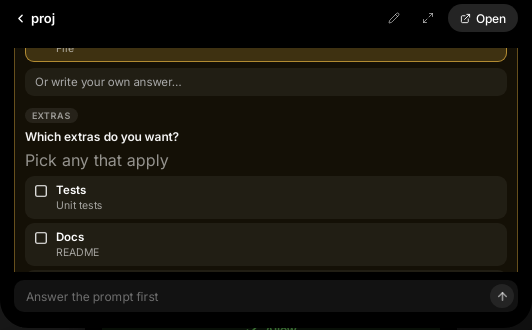 proj
Open
File
Or write your own answer...
EXTRAS
Which extras do you want?
Pick any that apply
Tests
Unit tests
Docs
README
Answer the prompt first